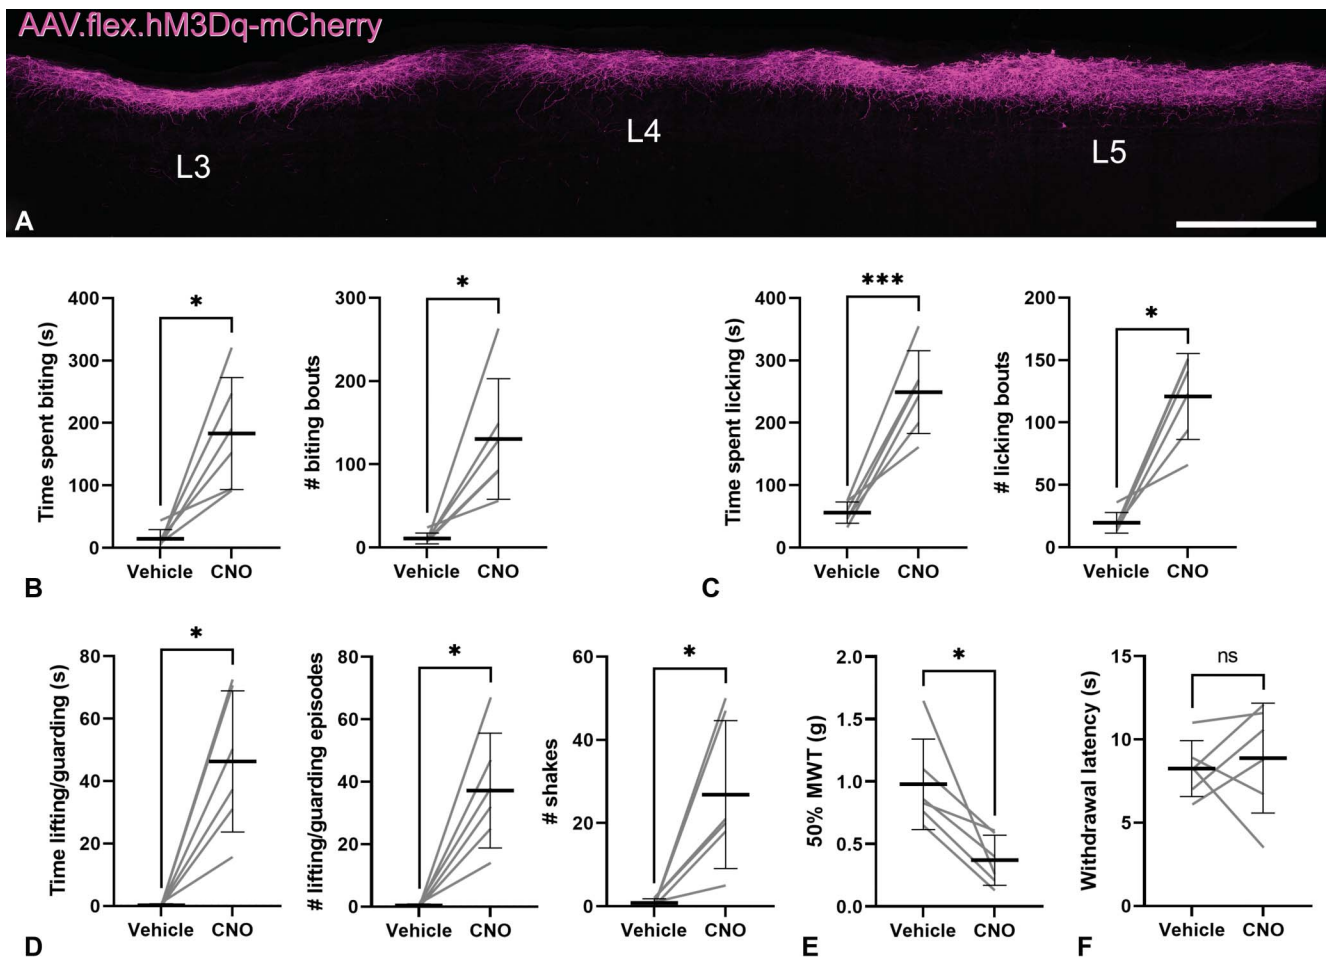 AAV.flex.hM3Dq-mCherry
L3
L4
L5
A
Time spent biting (s)
400
300
200
100
0
*
Vehicle
CNO
# biting bouts
300
200
100
0
*
Vehicle
CNO
B
Time spent licking (s)
400
300
200
100
0
***
Vehicle
CNO
# licking bouts
200
150
100
50
0
*
Vehicle
CNO
C
Time lifting/guarding (s)
80
60
40
20
0
*
Vehicle
CNO
# lifting/guarding episodes
80
60
40
20
0
*
Vehicle
CNO
# shakes
60
40
20
0
*
Vehicle
CNO
D
50% MWT (g)
2.0
1.5
1.0
0.5
0.0
*
Vehicle
CNO
E
Withdrawal latency (s)
15
10
5
0
ns
Vehicle
CNO
F